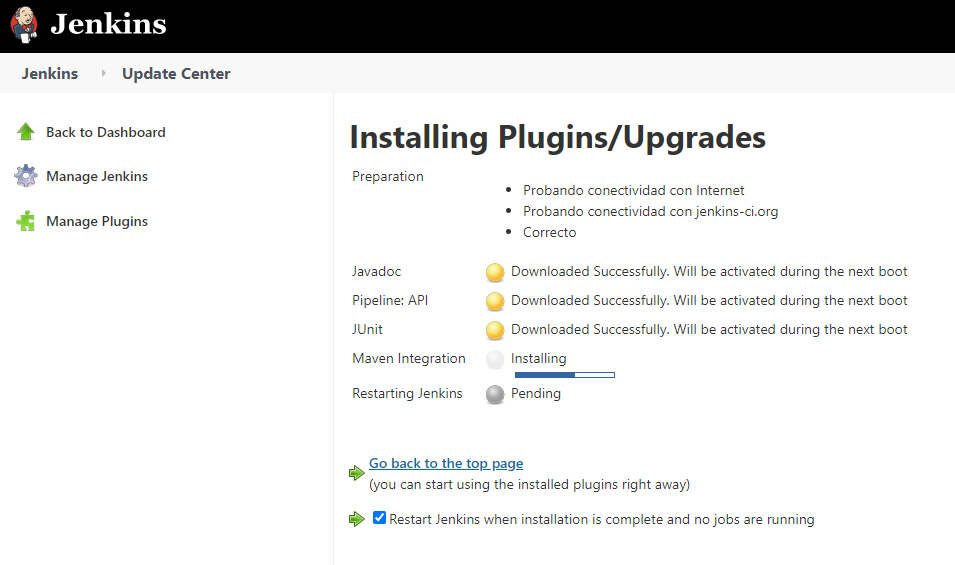 Jenkins
Jenkins Update Center
Back to Dashboard
Manage Jenkins
Manage Plugins
Installing Plugins/Upgrades
Preparation
Probando conectividad con Internet
Probando conectividad con jenkins-ci.org
Correcto
Javadoc Downloaded Successfully. Will be activated during the next boot
Pipeline: API Downloaded Successfully. Will be activated during the next boot
JUnit Downloaded Successfully. Will be activated during the next boot
Maven Integration Installing
Restarting Jenkins Pending
Go back to the top page
(you can start using the installed plugins right away)
Restart Jenkins when installation is complete and no jobs are running